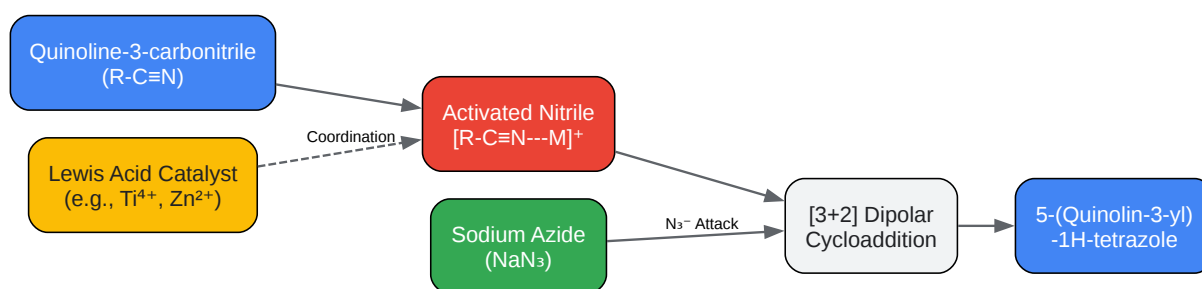 Quinoline-3-carbonitrile
(R-C≡N)
Lewis Acid Catalyst
(e.g., Ti⁴⁺, Zn²⁺)
Coordination
Activated Nitrile
[R-C≡N---M]⁺
Sodium Azide
(NaN₃)
N₃⁻ Attack
[3+2] Dipolar
Cycloaddition
5-(Quinolin-3-yl)
-1H-tetrazole